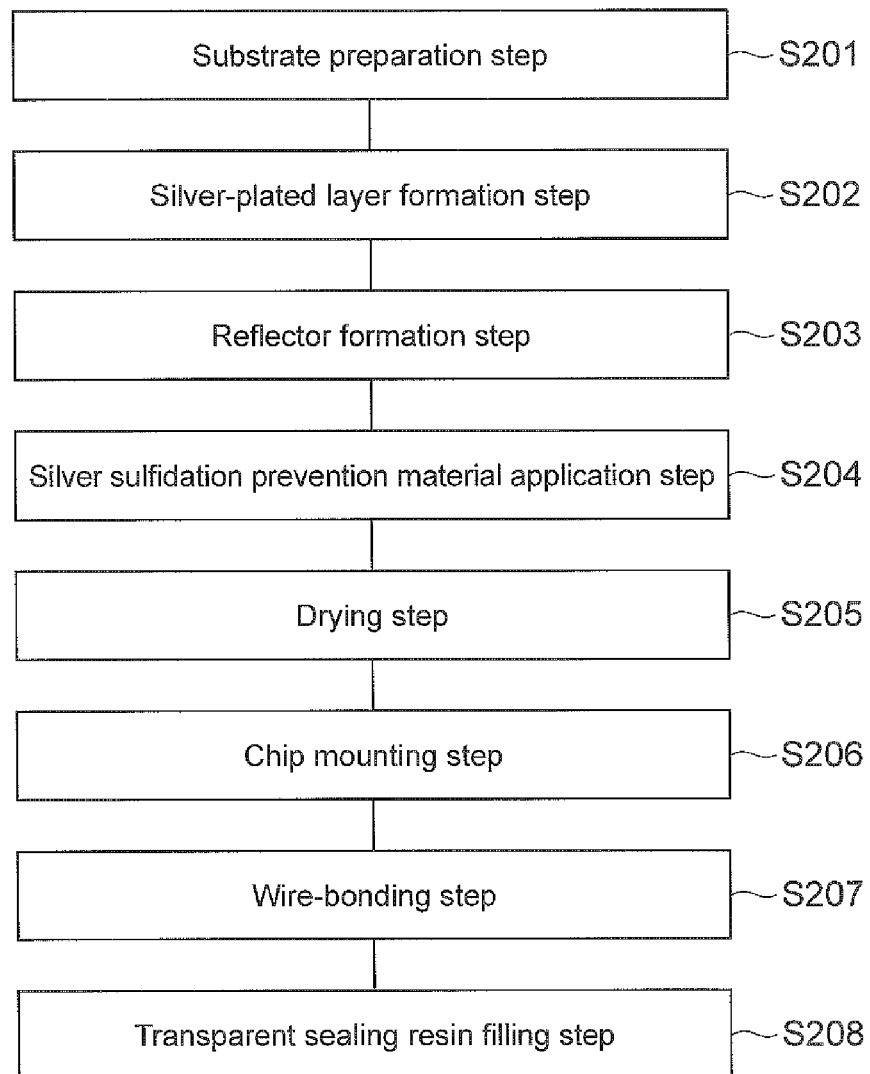 Substrate preparation step S201
Silver-plated layer formation step S202
Reflector formation step S203
Silver sulfidation prevention material application step S204
Drying step S205
Chip mounting step S206
Wire-bonding step S207
Transparent sealing resin filling step S208